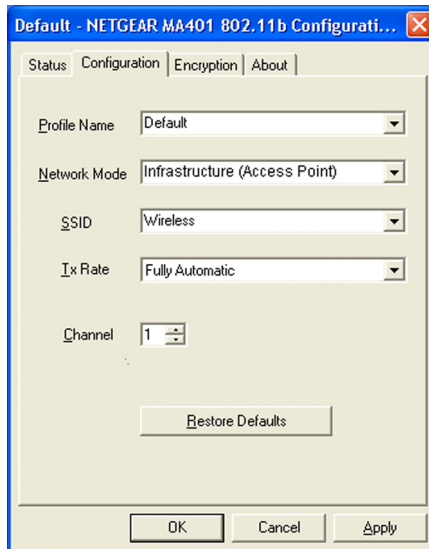 Default - NETGEAR MA401 802.11b Configurati...
Status Configuration Encryption About
Profile Name Default
Network Mode Infrastructure (Access Point)
SSID Wireless
Tx Rate Fully Automatic
Channel 1
Restore Defaults
OK Cancel Apply